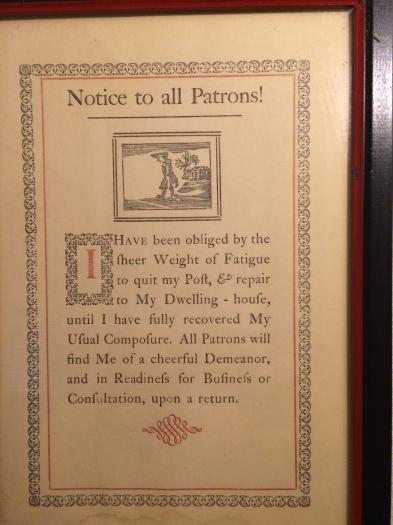 Notice to all Patrons!
I HAVE been obliged by the
ſheer Weight of Fatigue
to quit my Poſt, & repair
to My Dwelling - houſe,
until I have fully recovered My
Uſual Compoſure. All Patrons will
find Me of a cheerful Demeanor,
and in Readineſs for Buſineſs or
Conſultation, upon a return.